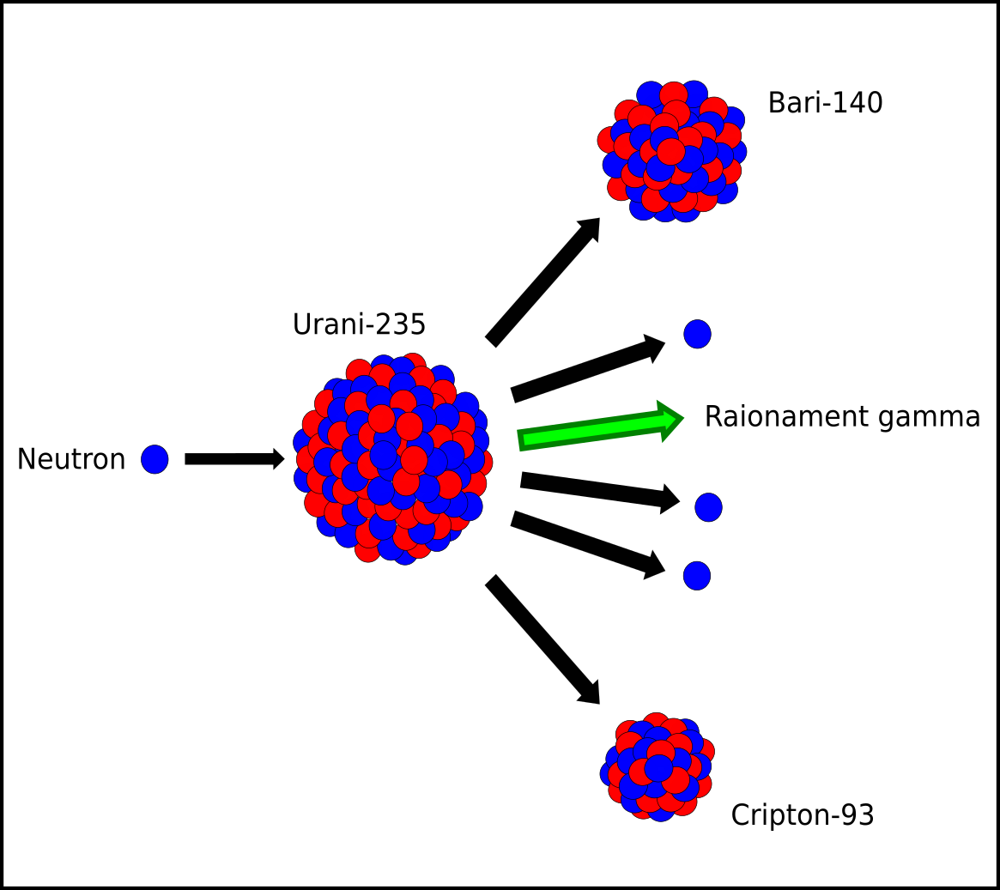 Bari-140
Urani-235
Raionament gamma
Neutron
Cripton-93